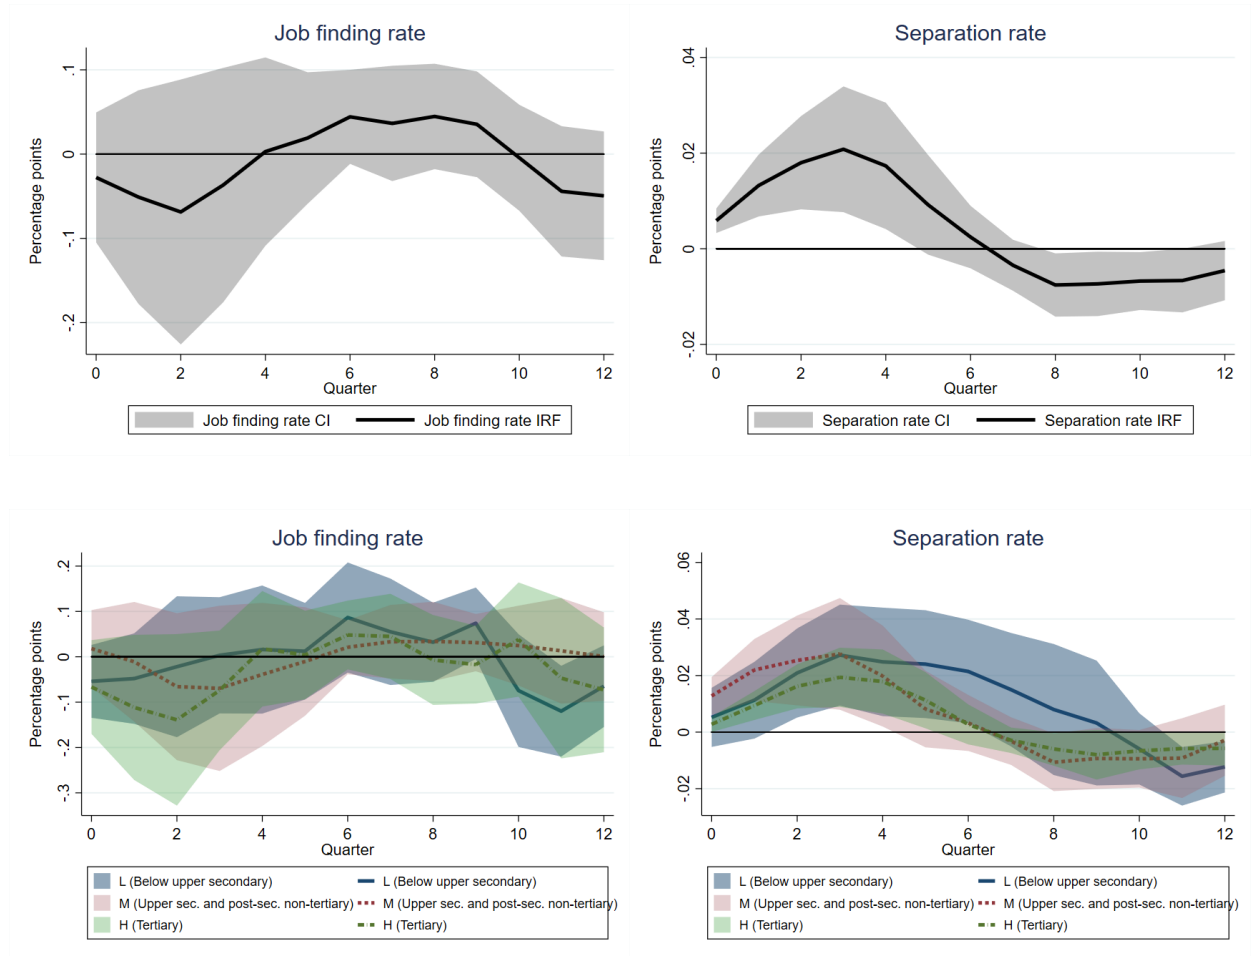 Job finding rate
Percentage points
.1
0
-.1
-.2
0 2 4 6 8 10 12
Quarter
Job finding rate CI Job finding rate IRF
Separation rate
Percentage points
.04
.02
0
-.02
0 2 4 6 8 10 12
Quarter
Separation rate CI Separation rate IRF
Job finding rate
Percentage points
.2
.1
0
-.1
-.2
-.3
0 2 4 6 8 10 12
Quarter
L (Below upper secondary) L (Below upper secondary)
M (Upper sec. and post-sec. non-tertiary) M (Upper sec. and post-sec. non-tertiary)
H (Tertiary) H (Tertiary)
Separation rate
Percentage points
.06
.04
.02
0
-.02
0 2 4 6 8 10 12
Quarter
L (Below upper secondary) L (Below upper secondary)
M (Upper sec. and post-sec. non-tertiary) M (Upper sec. and post-sec. non-tertiary)
H (Tertiary) H (Tertiary)